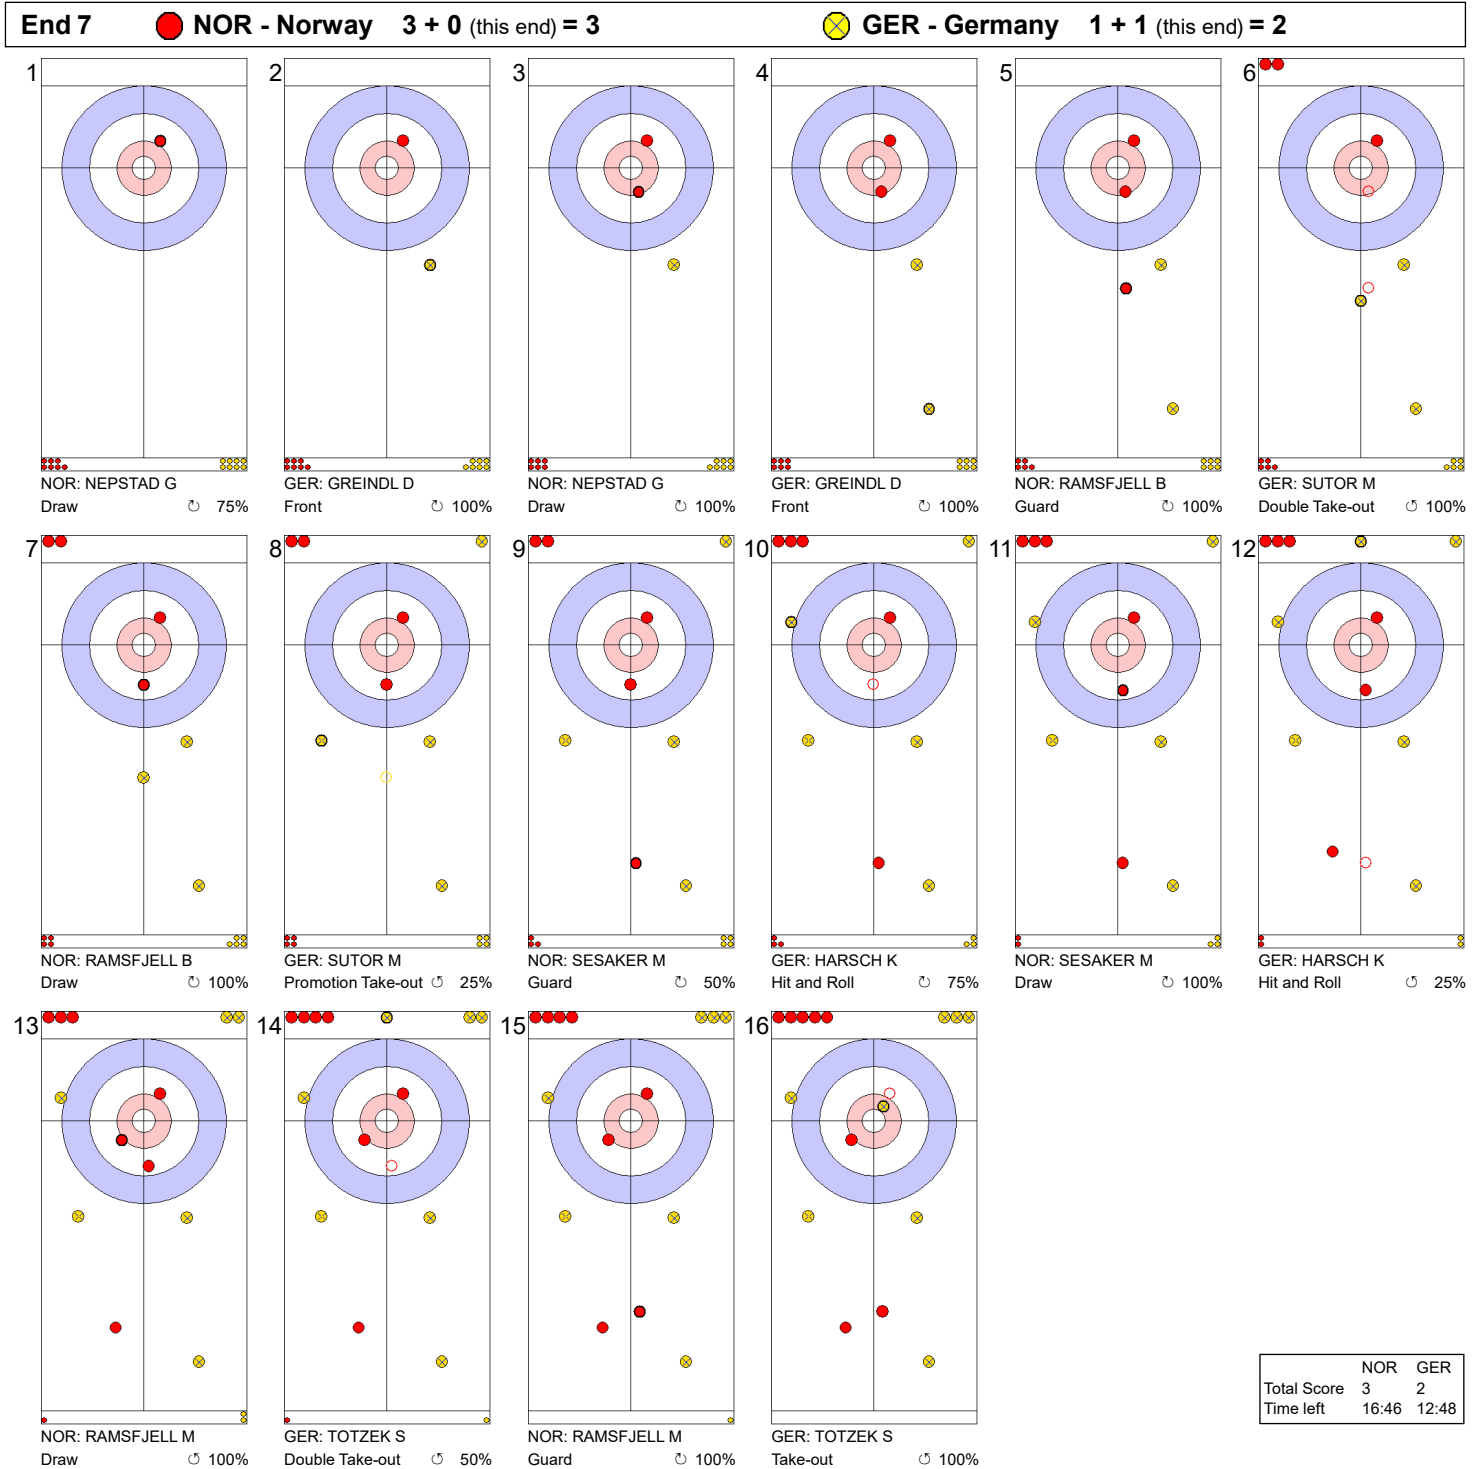 End 7 NOR - Norway 3 + 0 (this end) = 3 GER - Germany 1 + 1 (this end) = 2
1 2 3 4 5 6
NOR: NEPSTAD G GER: GREINDL D NOR: NEPSTAD G GER: GREINDL D NOR: RAMSFJELL B GER: SUTOR M
Draw ↻ 75% Front ↻ 100% Draw ↻ 100% Front ↻ 100% Guard ↻ 100% Double Take-out ↻ 100%
7 8 9 10 11 12
NOR: RAMSFJELL B GER: SUTOR M NOR: SESAKER M GER: HARSCH K NOR: SESAKER M GER: HARSCH K
Draw ↻ 100% Promotion Take-out ↺ 25% Guard ↻ 50% Hit and Roll ↻ 75% Draw ↻ 100% Hit and Roll ↺ 25%
13 14 15 16
NOR: RAMSFJELL M GER: TOTZEK S NOR: RAMSFJELL M GER: TOTZEK S
Draw ↺ 100% Double Take-out ↺ 50% Guard ↻ 100% Take-out ↻ 100%
NOR GER
Total Score 3 2
Time left 16:46 12:48